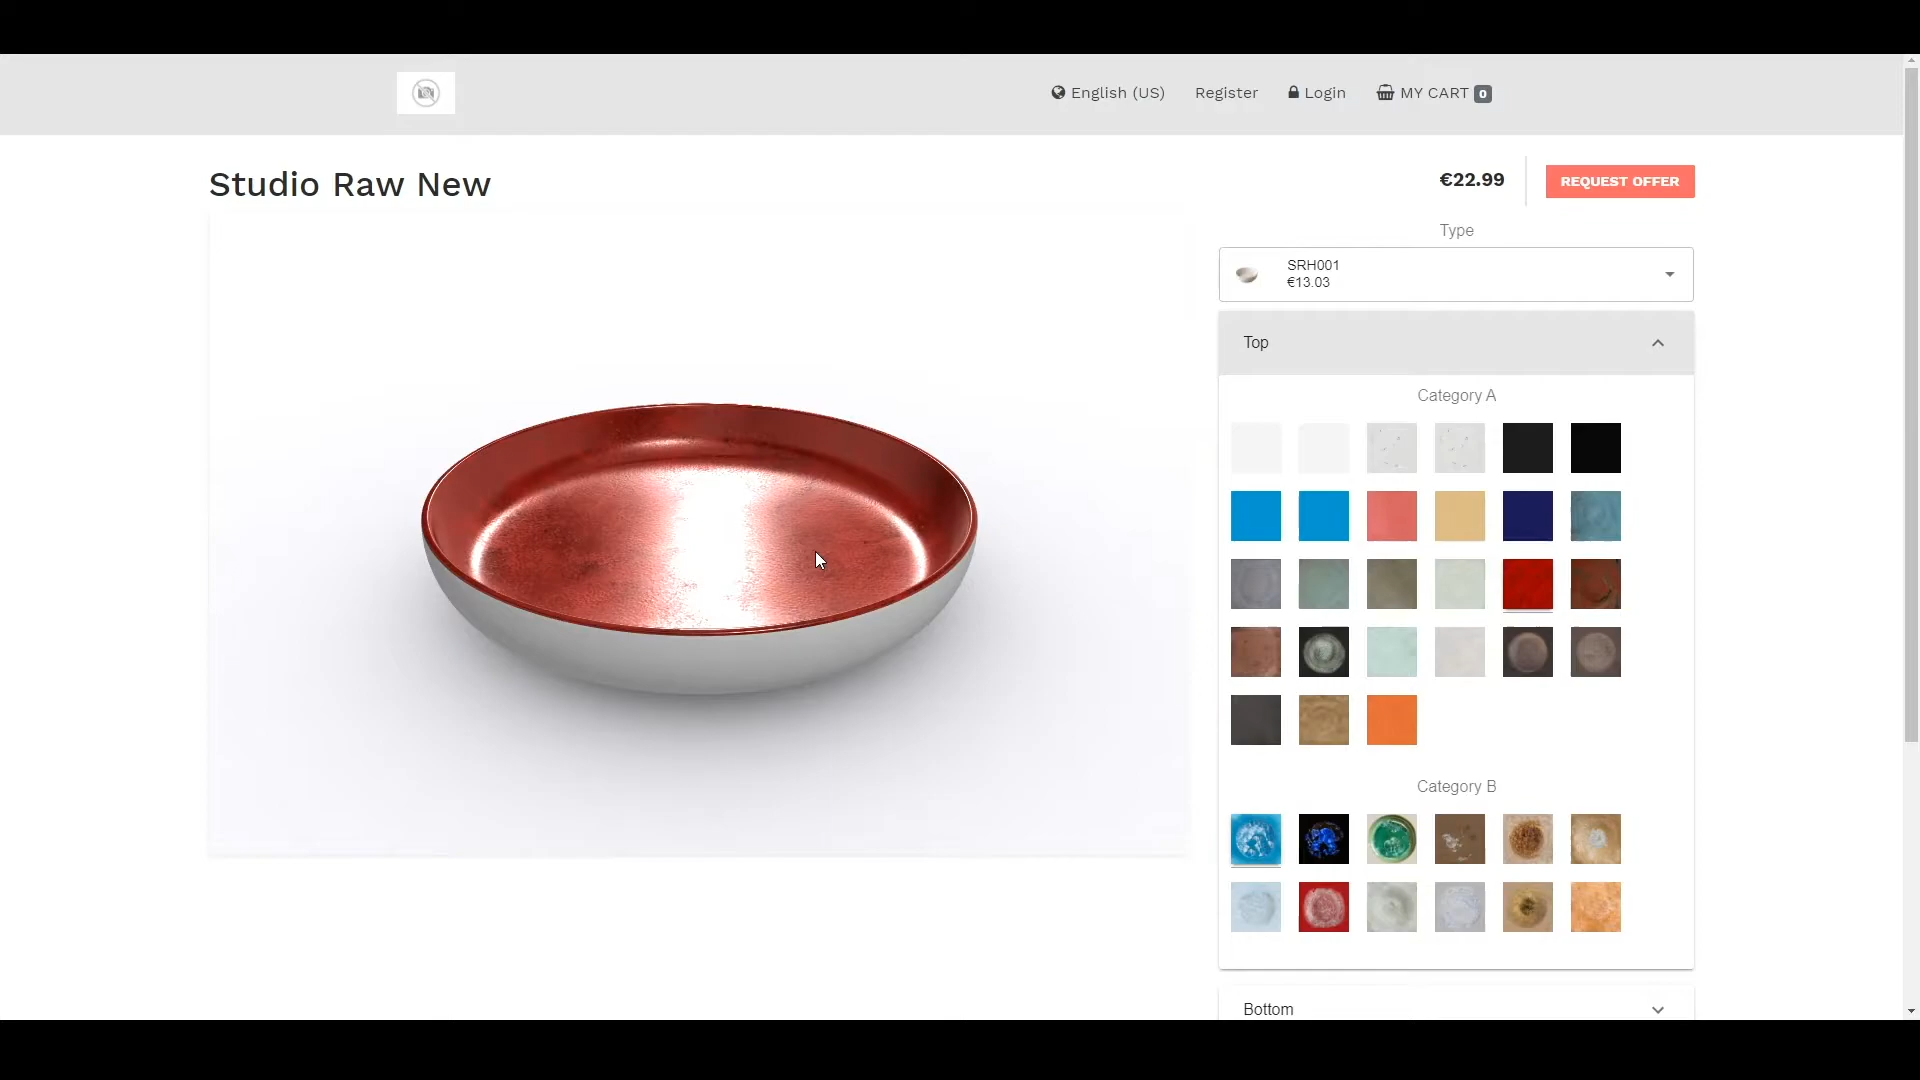 English (US)
Register
Login
MY CART 0
Studio Raw New
€22.99
REQUEST OFFER
Type
SRH001
€13.03
Top
Category A
Category B
Bottom